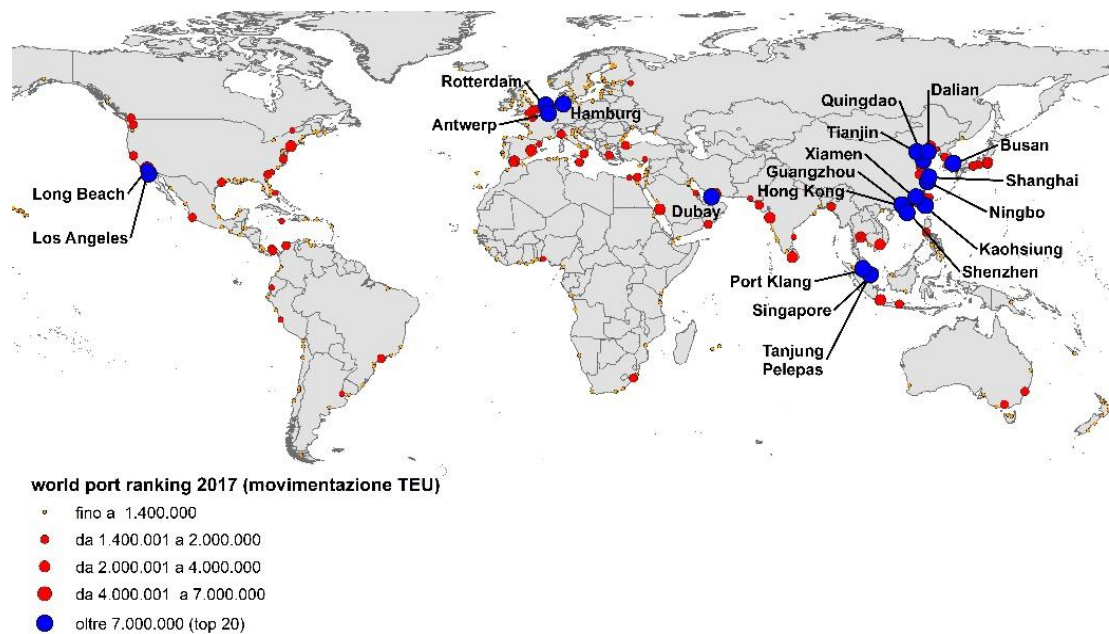 Rotterdam
Hamburg
Antwerp
Quingdao
Dalian
Tianjin
Busan
Xiamen
Guangzhou
Hong Kong
Shanghai
Ningbo
Kaohsiung
Shenzhen
Long Beach
Los Angeles
Dubay
Port Klang
Singapore
Tanjung
Pelepas
world port ranking 2017 (movimentazione TEU)
fino a 1.400.000
da 1.400.001 a 2.000.000
da 2.000.001 a 4.000.000
da 4.000.001 a 7.000.000
oltre 7.000.000 (top 20)